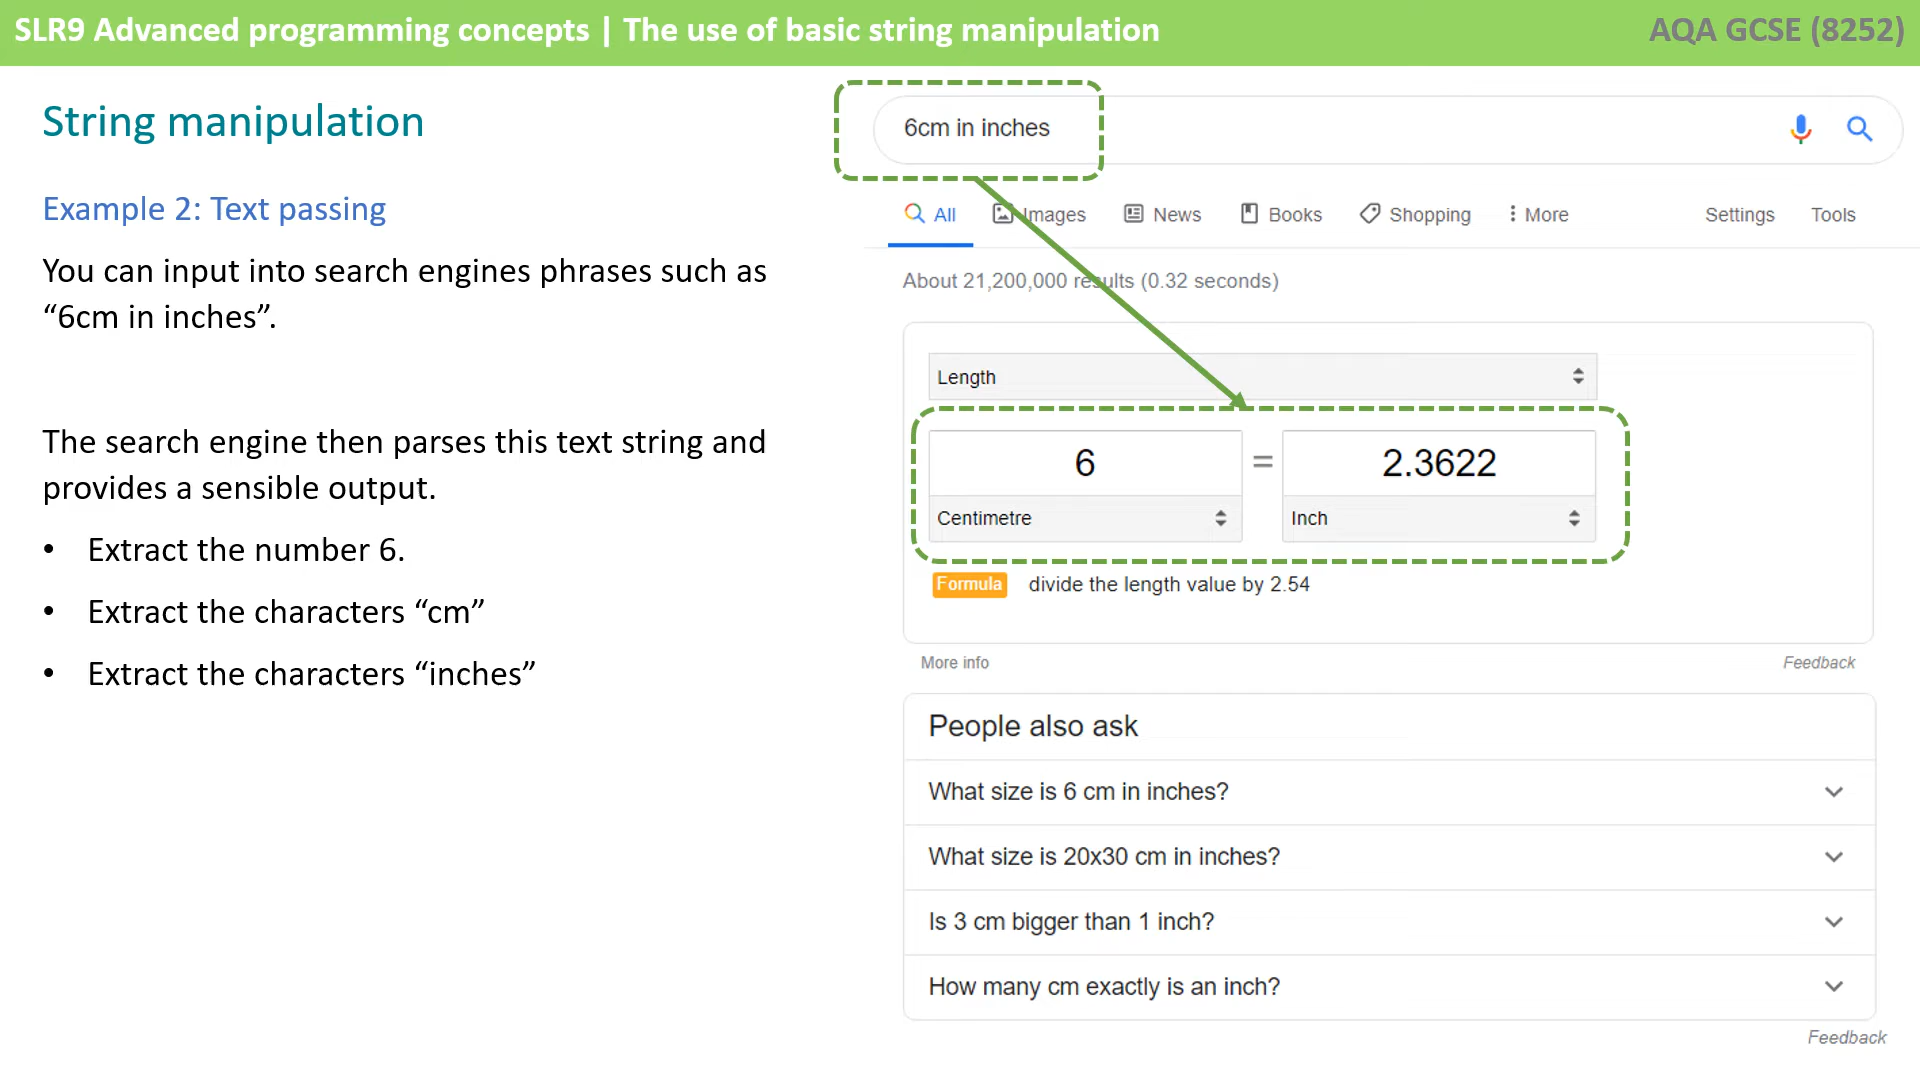 SLR9 Advanced programming concepts | The use of basic string manipulation
AQA GCSE (8252)
String manipulation
Example 2: Text passing
You can input into search engines phrases such as
“6cm in inches”.
The search engine then parses this text string and
provides a sensible output.
• Extract the number 6.
• Extract the characters “cm”
• Extract the characters “inches”
6cm in inches
All Images News Books Shopping More Settings Tools
About 21,200,000 results (0.32 seconds)
Length
6 = 2.3622
Centimetre Inch
Formula divide the length value by 2.54
More info Feedback
People also ask
What size is 6 cm in inches?
What size is 20x30 cm in inches?
Is 3 cm bigger than 1 inch?
How many cm exactly is an inch?
Feedback